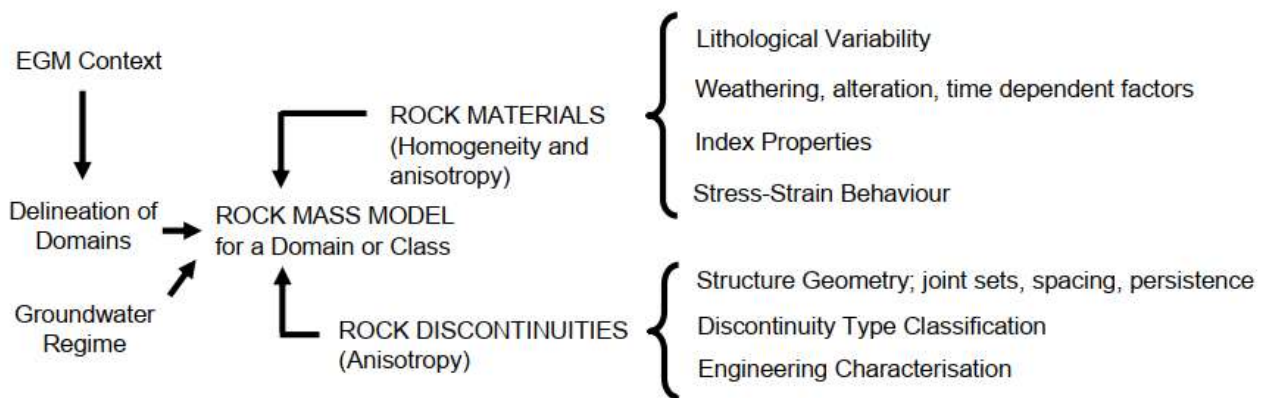 EGM Context
Delineation of
Domains
Groundwater
Regime
ROCK MASS MODEL
for a Domain or Class
ROCK MATERIALS
(Homogeneity and
anisotropy)
Lithological Variability
Weathering, alteration, time dependent factors
Index Properties
Stress-Strain Behaviour
ROCK DISCONTINUITIES
(Anisotropy)
Structure Geometry; joint sets, spacing, persistence
Discontinuity Type Classification
Engineering Characterisation